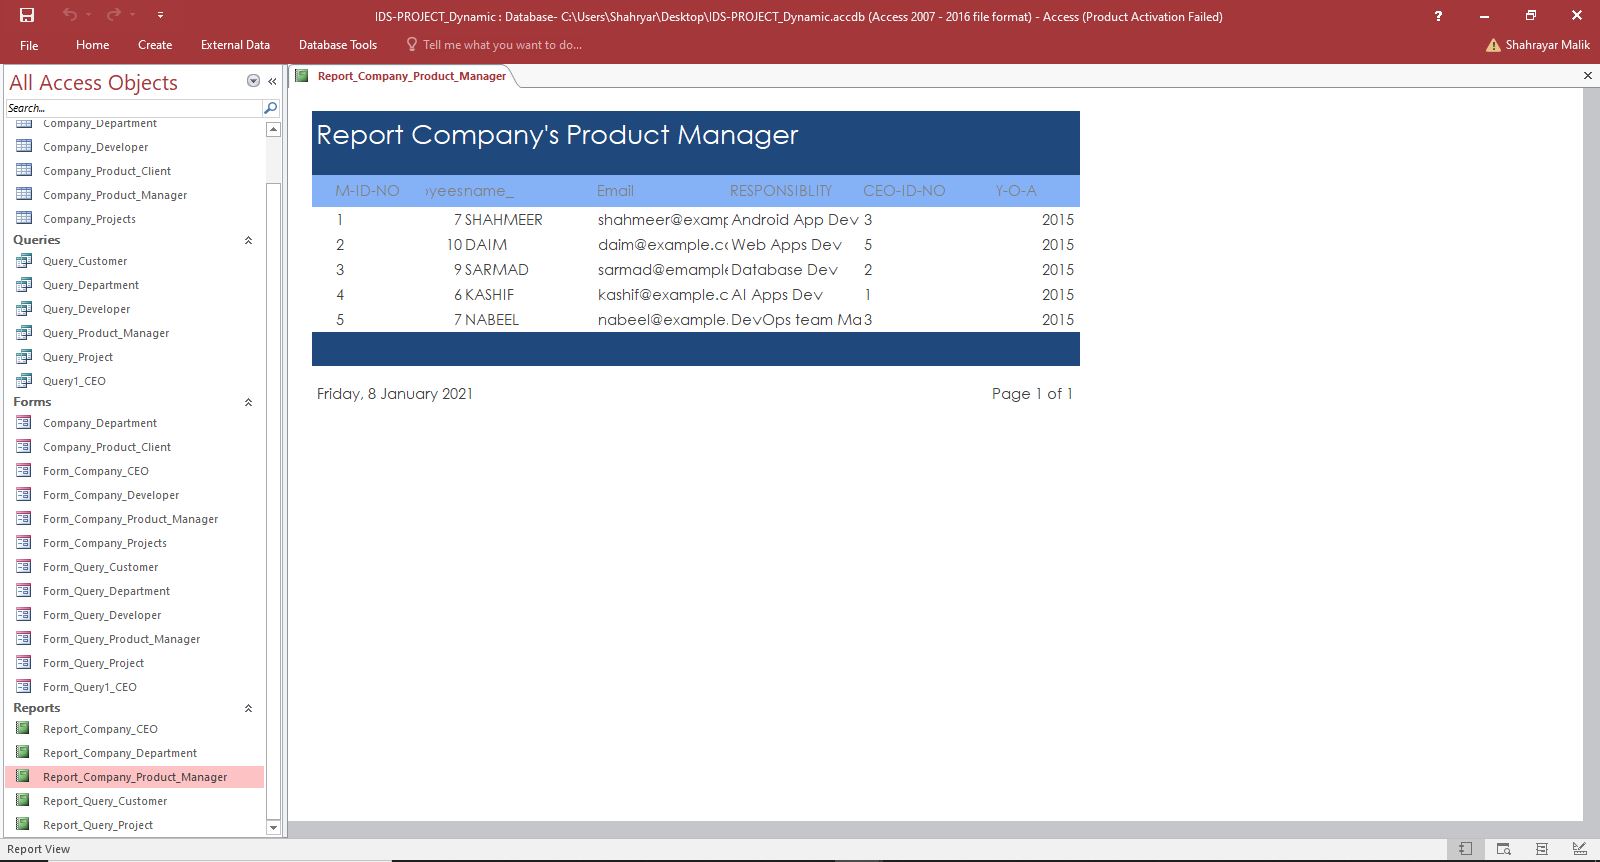 IDS-PROJECT_Dynamic : Database- C:\Users\Shahryar\Desktop\IDS-PROJECT_Dynamic.accdb (Access 2007 - 2016 file format) - Access (Product Activation Failed)
?
File Home Create External Data Database Tools Tell me what you want to do... Shahrayar Malik
All Access Objects
Search...
Company_Department
Company_Developer
Company_Product_Client
Company_Product_Manager
Company_Projects
Queries
Query_Customer
Query_Department
Query_Developer
Query_Product_Manager
Query_Project
Query1_CEO
Forms
Company_Department
Company_Product_Client
Form_Company_CEO
Form_Company_Developer
Form_Company_Product_Manager
Form_Company_Projects
Form_Query_Customer
Form_Query_Department
Form_Query_Developer
Form_Query_Product_Manager
Form_Query_Project
Form_Query1_CEO
Reports
Report_Company_CEO
Report_Company_Department
Report_Company_Product_Manager
Report_Query_Customer
Report_Query_Project
Report_Company_Product_Manager
Report Company's Product Manager
M-ID-NO yeesname_ Email RESPONSIBLITY CEO-ID-NO Y-O-A
1 7 SHAHMEER shahmeer@examp Android App Dev 3 2015
2 10 DAIM daim@example.cc Web Apps Dev 5 2015
3 9 SARMAD sarmad@emample Database Dev 2 2015
4 6 KASHIF kashif@example.c AI Apps Dev 1 2015
5 7 NABEEL nabeel@example. DevOps team Ma 3 2015
Friday, 8 January 2021 Page 1 of 1
Report View